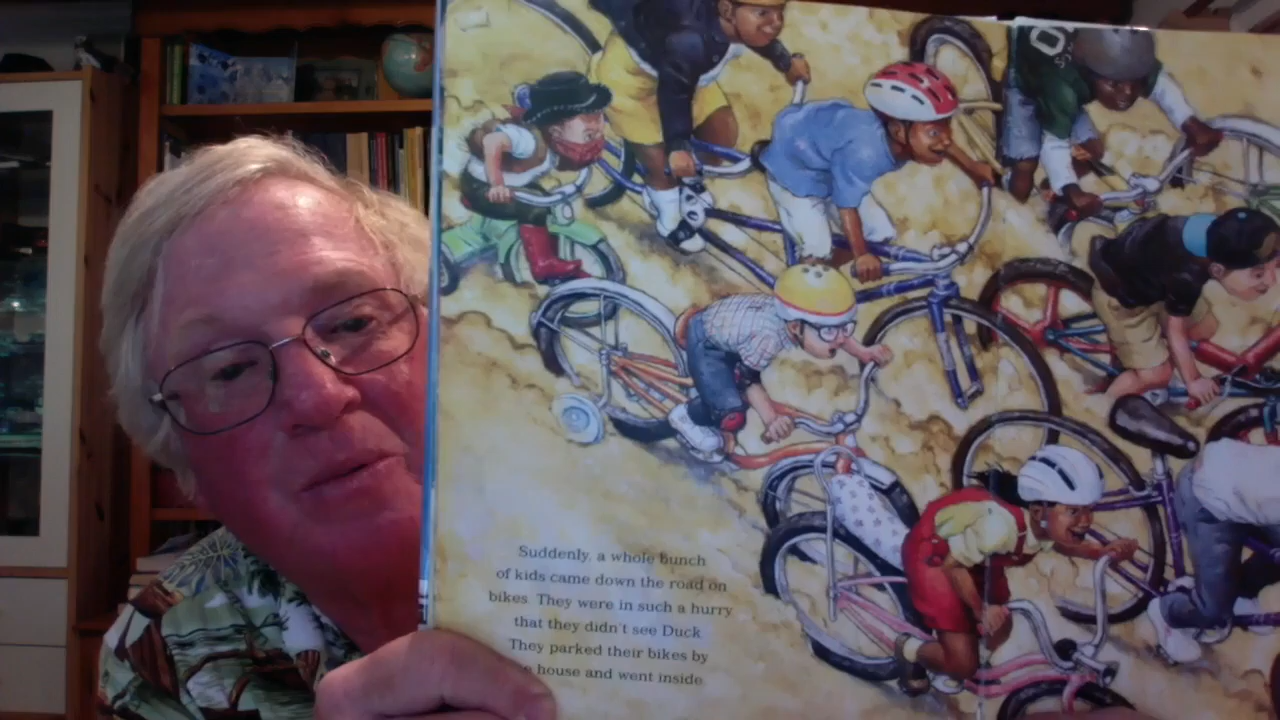 Suddenly, a whole bunch
of kids came down the road on
bikes. They were in such a hurry
that they didn't see Duck.
They parked their bikes by
house and went inside